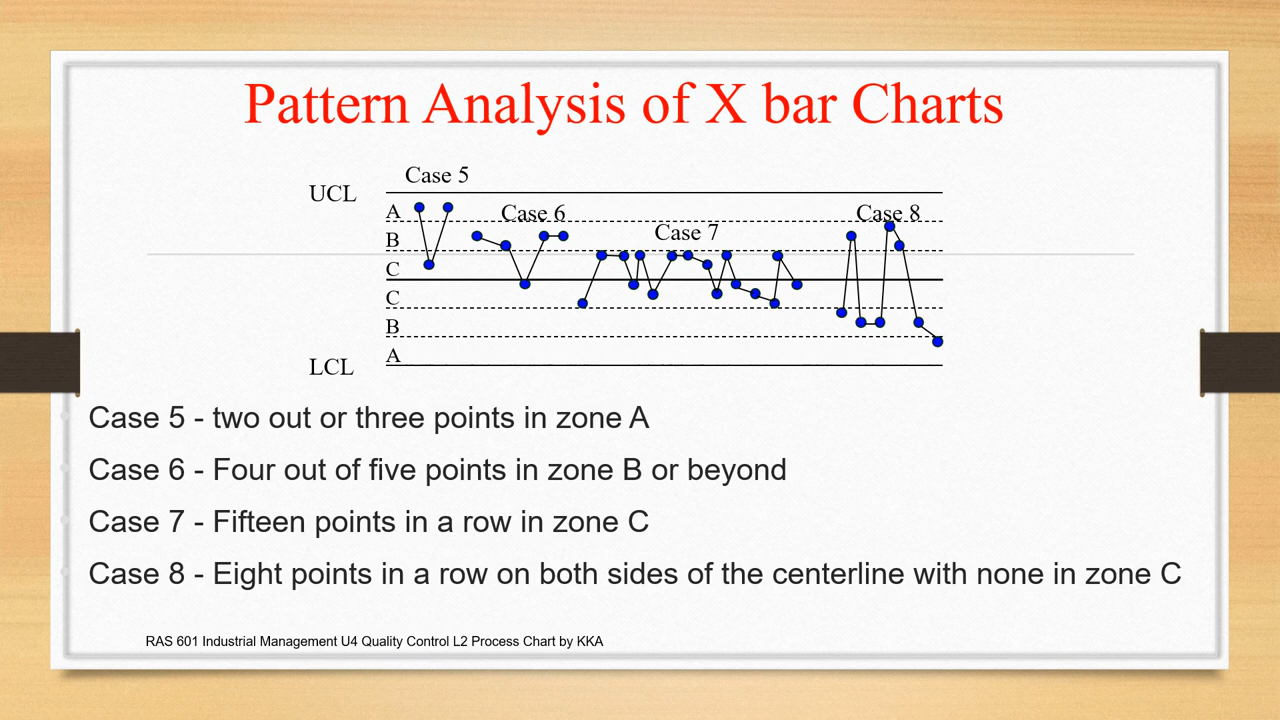 Pattern Analysis of X bar Charts
Case 5
UCL
A
Case 6
Case 8
B
Case 7
C
C
B
A
LCL
Case 5 - two out or three points in zone A
Case 6 - Four out of five points in zone B or beyond
Case 7 - Fifteen points in a row in zone C
Case 8 - Eight points in a row on both sides of the centerline with none in zone C
RAS 601 Industrial Management U4 Quality Control L2 Process Chart by KKA